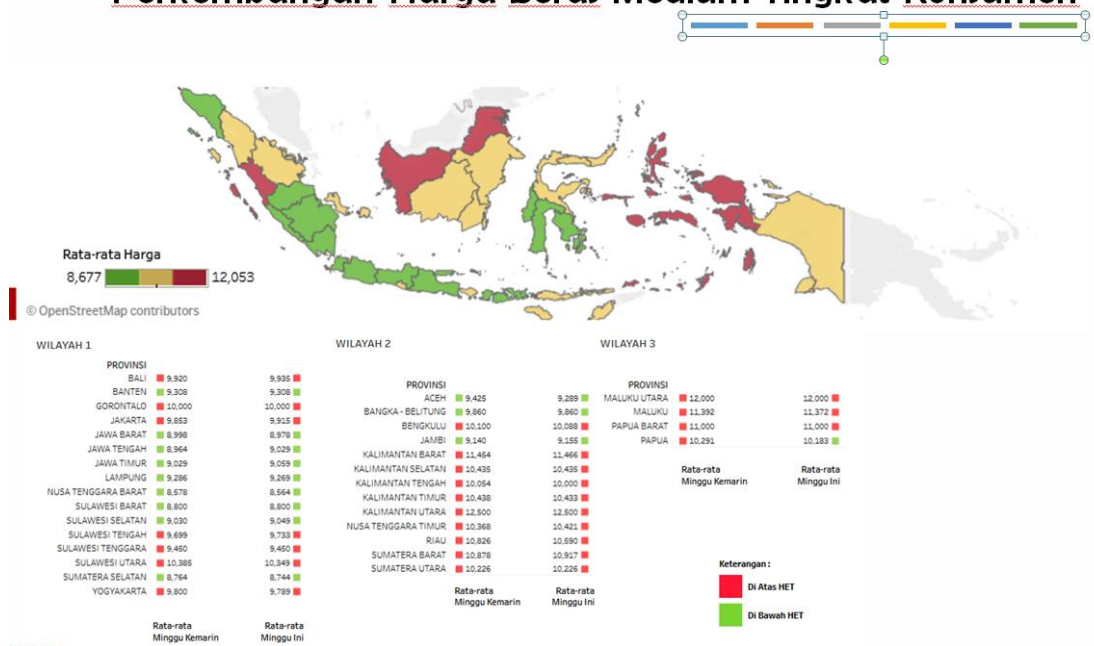 Perkembangan Harga Beras Medium Tingkat Konsumen
Rata-rata Harga
8,677 12,053
© OpenStreetMap contributors
WILAYAH 1
PROVINSI
BALI 9,920 9,935
BANTEN 9,308 9,308
GORONTALO 10,000 10,000
JAKARTA 9,853 9,915
JAWA BARAT 8,998 8,978
JAWA TENGAH 8,964 9,029
JAWA TIMUR 9,029 9,059
LAMPUNG 9,286 9,269
NUSA TENGGARA BARAT 8,578 8,564
SULAWESI BARAT 8,800 8,800
SULAWESI SELATAN 9,030 9,049
SULAWESI TENGAH 9,699 9,733
SULAWESI TENGGARA 9,450 9,450
SULAWESI UTARA 10,385 10,349
SUMATERA SELATAN 8,764 8,744
YOGYAKARTA 9,800 9,789
Rata-rata Rata-rata
Minggu Kemarin Minggu Ini
WILAYAH 2
PROVINSI
ACEH 9,425 9,289
BANGKA - BELITUNG 9,860 9,860
BENGKULU 10,100 10,088
JAMBI 9,140 9,155
KALIMANTAN BARAT 11,454 11,466
KALIMANTAN SELATAN 10,435 10,435
KALIMANTAN TENGAH 10,054 10,000
KALIMANTAN TIMUR 10,438 10,433
KALIMANTAN UTARA 12,500 12,500
NUSA TENGGARA TIMUR 10,368 10,421
RIAU 10,826 10,590
SUMATERA BARAT 10,878 10,917
SUMATERA UTARA 10,226 10,226
Rata-rata Rata-rata
Minggu Kemarin Minggu Ini
WILAYAH 3
PROVINSI
MALUKU UTARA 12,000 12,000
MALUKU 11,392 11,372
PAPUA BARAT 11,000 11,000
PAPUA 10,291 10,183
Rata-rata Rata-rata
Minggu Kemarin Minggu Ini
Keterangan :
Di Atas HET
Di Bawah HET